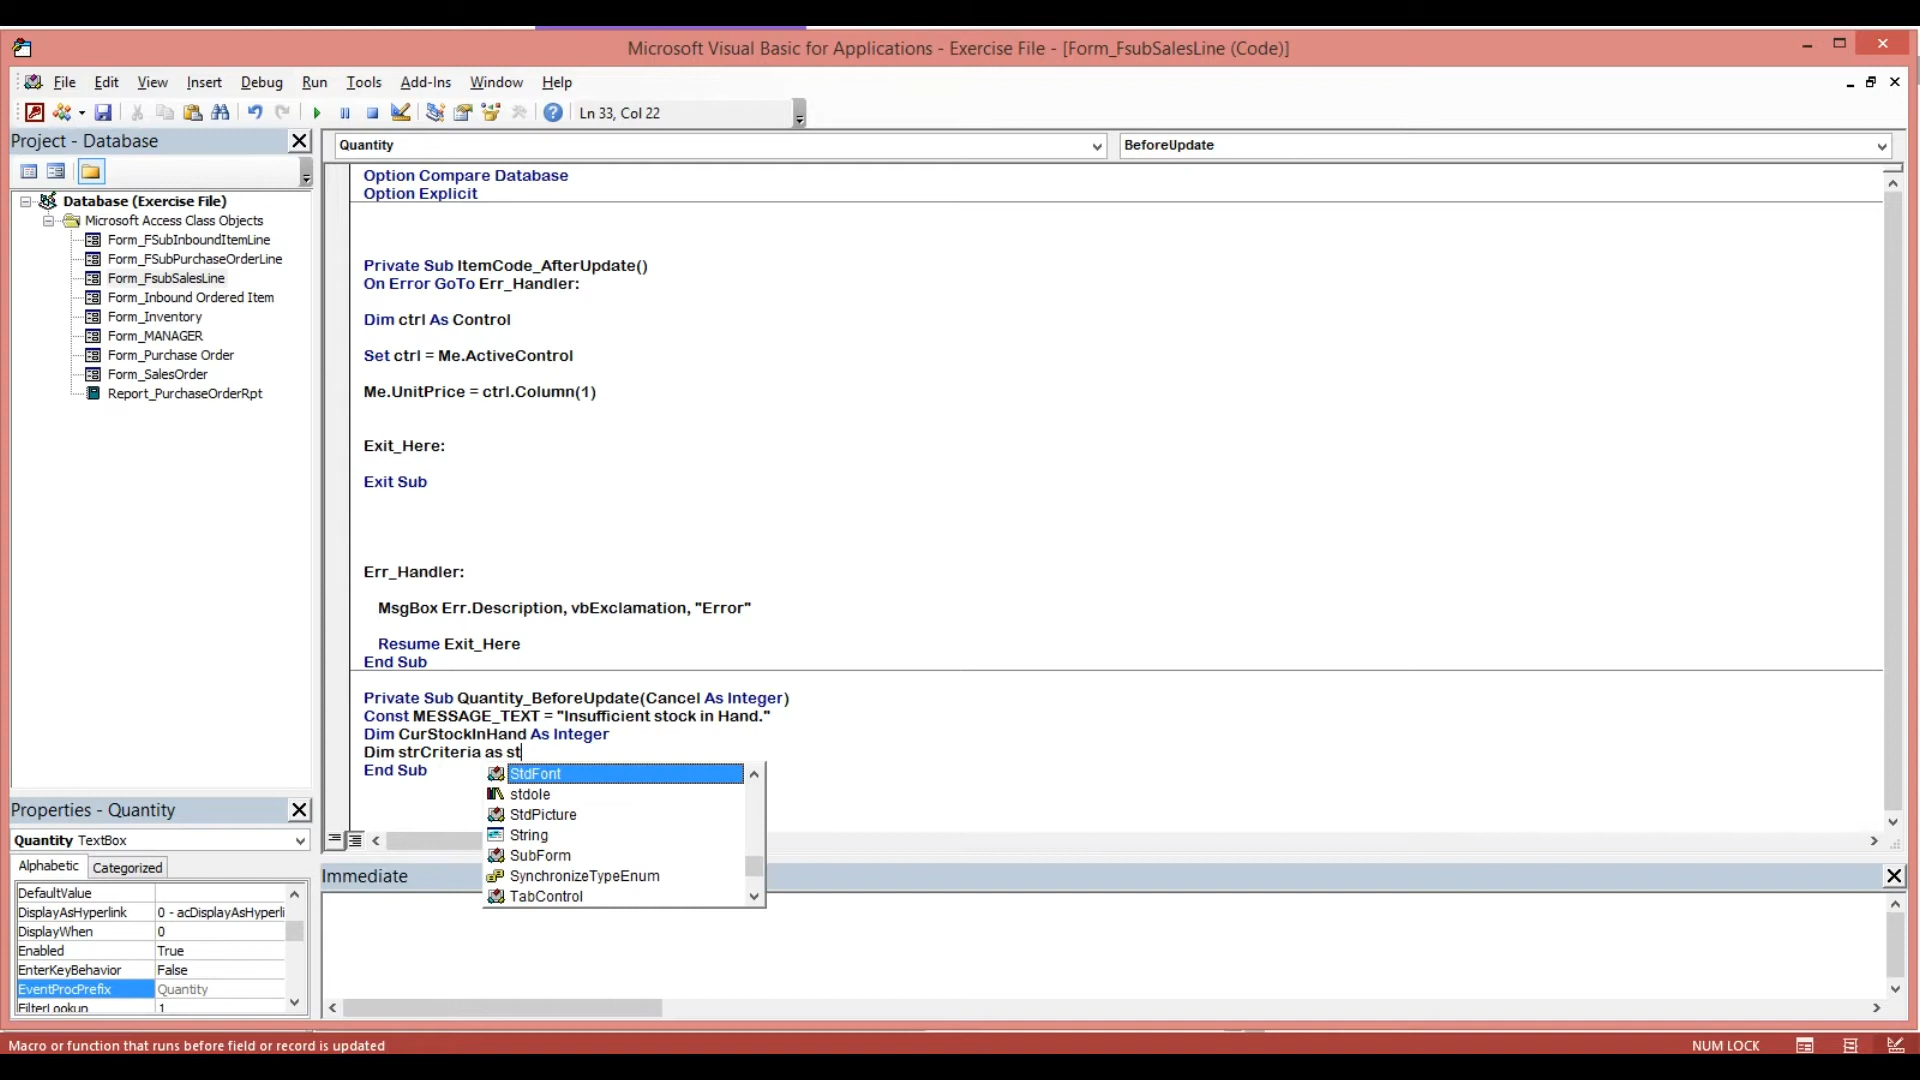 Microsoft Visual Basic for Applications - Exercise File - [Form_FsubSalesLine (Code)]
File Edit View Insert Debug Run Tools Add-Ins Window Help
Ln 33, Col 22
Project - Database
Database (Exercise File)
Microsoft Access Class Objects
Form_FSubInboundItemLine
Form_FSubPurchaseOrderLine
Form_FsubSalesLine
Form_Inbound Ordered Item
Form_Inventory
Form_MANAGER
Form_Purchase Order
Form_SalesOrder
Report_PurchaseOrderRpt
Properties - Quantity
Quantity TextBox
Alphabetic Categorized
DefaultValue
DisplayAsHyperlink 0 - acDisplayAsHyperli
DisplayWhen 0
Enabled True
EnterKeyBehavior False
EventProcPrefix Quantity
FilterLookup 1
Quantity BeforeUpdate
Option Compare Database
Option Explicit
Private Sub ItemCode_AfterUpdate()
On Error GoTo Err_Handler:
Dim ctrl As Control
Set ctrl = Me.ActiveControl
Me.UnitPrice = ctrl.Column(1)
Exit_Here:
Exit Sub
Err_Handler:
MsgBox Err.Description, vbExclamation, "Error"
Resume Exit_Here
End Sub
Private Sub Quantity_BeforeUpdate(Cancel As Integer)
Const MESSAGE_TEXT = "Insufficient stock in Hand."
Dim CurStockInHand As Integer
Dim strCriteria as st
End Sub
StdFont
stdole
StdPicture
String
SubForm
SynchronizeTypeEnum
TabControl
Immediate
Macro or function that runs before field or record is updated
NUM LOCK